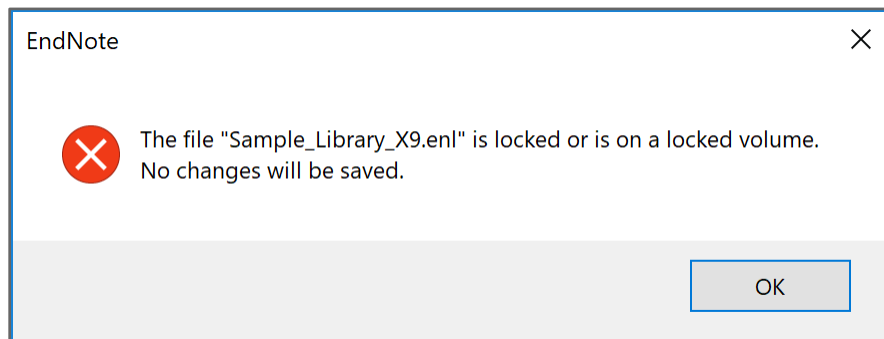 EndNote
The file "Sample_Library_X9.enl" is locked or is on a locked volume.
No changes will be saved.
OK